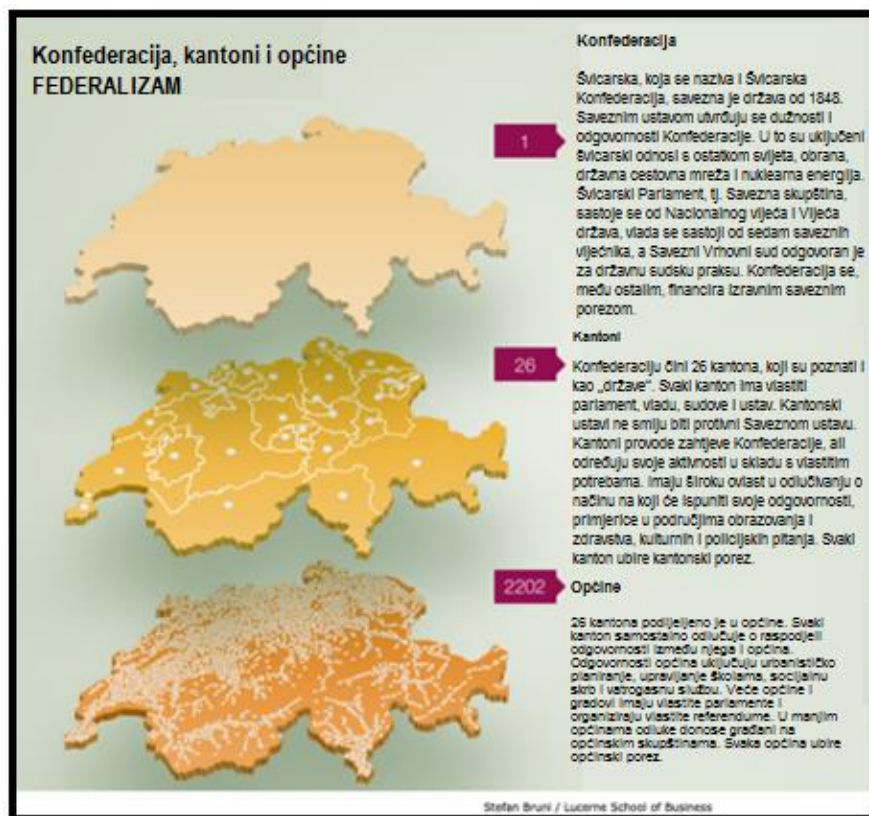 Konfederacija, kantoni i općine
FEDERALIZAM
Konfederacija
1
Švicarska, koja se naziva i Švicarska
Konfederacija, savezna je država od 1848.
Saveznim ustavom utvrđuju se dužnosti i
odgovornosti Konfederacije. U to su uključeni
švicarski odnosi s ostatkom svijeta, obrana,
državna cestovna mreža i nuklearna energija.
Švicarski Parlament, tj. Savezna skupština,
sastoje se od Nacionalnog vijeća i Vijeća
država, vlada se sastoji od sedam saveznih
vijećnika, a Savezni Vrhovni sud odgovoran je
za državnu sudsku praksu. Konfederacija se,
među ostalim, financira izravnim saveznim
porezom.
Kantoni
26
Konfederaciju čini 26 kantona, koji su poznati i
kao „države“. Svaki kanton ima vlastiti
parlament, vladu, sudove i ustav. Kantonski
ustavi ne smiju biti protivni Saveznom ustavu.
Kantoni provode zahtjeve Konfederacije, ali
određuju svoje aktivnosti u skladu s vlastitim
potrebama. Imaju široku ovlast u odlučivanju o
načinu na koji će ispuniti svoje odgovornosti,
primjerice u područjima obrazovanja i
zdravstva, kulturnih i policijskih pitanja. Svaki
kanton ubire kantonski porez.
2202
Općine
26 kantona podijeljeno je u općine. Svaki
kanton samostalno odlučuje o raspodjeli
odgovornosti između njega i općina.
Odgovornosti općina uključuju urbanističko
planiranje, upravljanje školama, socijalnu
skrb i vatrogasnu službu. Veće općine i
gradovi imaju vlastite parlamente i
organiziraju vlastite referendume. U manjim
općinama odluke donose građani na
općinskim skupštinama. Svaka općina ubire
općinski porez.
Stefan Bruni / Lucerne School of Business